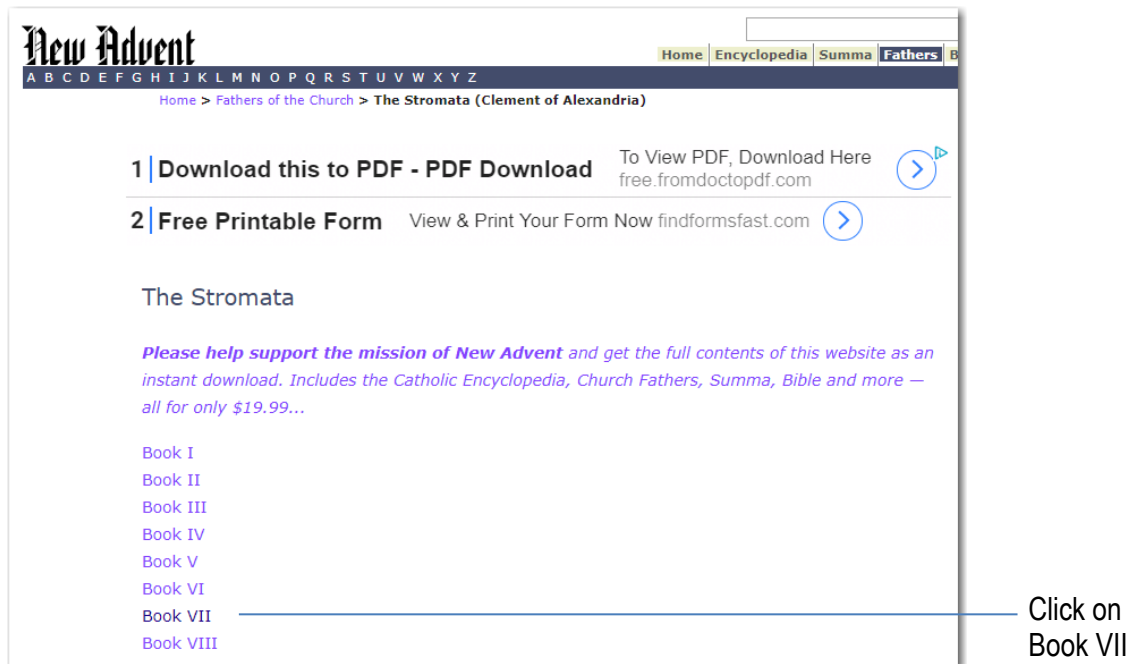 New Advent
Home Encyclopedia Summa Fathers B
A B C D E F G H I J K L M N O P Q R S T U V W X Y Z
Home > Fathers of the Church > The Stromata (Clement of Alexandria)
1 Download this to PDF - PDF Download To View PDF, Download Here
free.fromdoctopdf.com
2 Free Printable Form View & Print Your Form Now findformsfast.com
The Stromata
Please help support the mission of New Advent and get the full contents of this website as an
instant download. Includes the Catholic Encyclopedia, Church Fathers, Summa, Bible and more —
all for only $19.99...
Book I
Book II
Book III
Book IV
Book V
Book VI
Book VII
Book VIII
Click on
Book VII